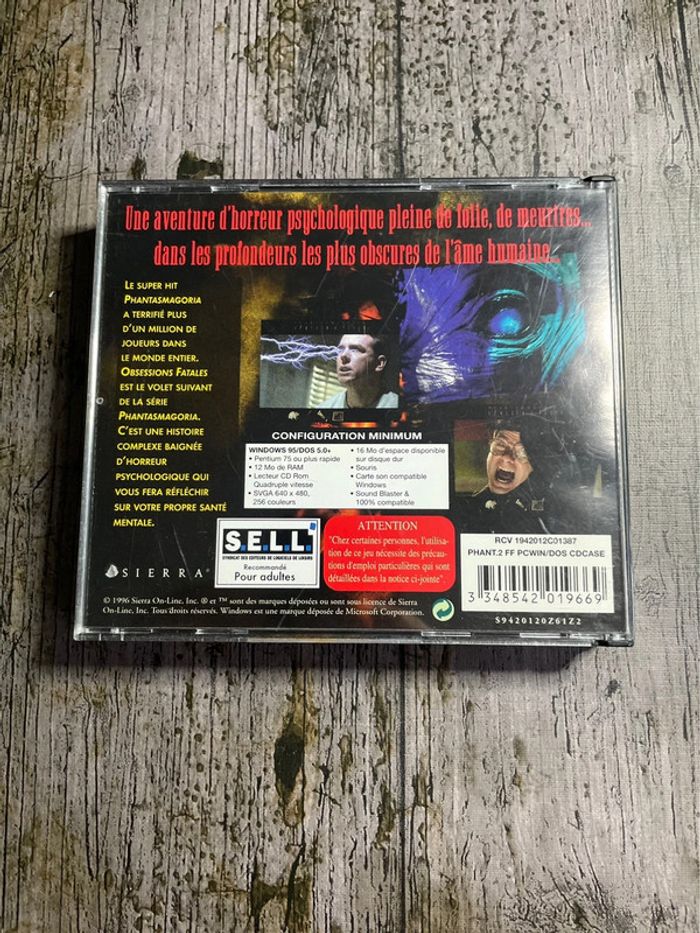 Une aventure d'horreur psychologique pleine de folie, de meurtres...
dans les profondeurs les plus obscures de l'âme humaine...
LE SUPER HIT
PHANTASMAGORIA
A TERRIFIÉ PLUS
D'UN MILLION DE
JOUEURS DANS
LE MONDE ENTIER.
OBSESSIONS FATALES
EST LE VOLET SUIVANT
DE LA SÉRIE
PHANTASMAGORIA.
C'EST UNE HISTOIRE
COMPLEXE BAIGNÉE
D'HORREUR
PSYCHOLOGIQUE QUI
VOUS FERA RÉFLÉCHIR
SUR VOTRE PROPRE SANTÉ
MENTALE.
CONFIGURATION MINIMUM
WINDOWS 95/DOS 5.0+
• Pentium 75 ou plus rapide
• 12 Mo de RAM
• Lecteur CD Rom
Quadruple vitesse
• SVGA 640 x 480,
256 couleurs
• 16 Mo d'espace disponible
sur disque dur
• Souris
• Carte son compatible
Windows
• Sound Blaster &
100% compatible
S.E.L.L.
SYNDICAT DES EDITEURS DE LOGICIELS DE LOISIRS
Recommandé
Pour adultes
ATTENTION
"Chez certaines personnes, l'utilisa-
tion de ce jeu nécessite des précau-
tions d'emploi particulières qui sont
détaillées dans la notice ci-jointe".
RCV 1942012C01387
PHANT.2 FF PCWIN/DOS CDCASE
3 348542 019669
S9420120Z61Z2
SIERRA®
© 1996 Sierra On-Line, Inc. ® et ™ sont des marques déposées ou sont sous licence de Sierra
On-Line, Inc. Tous droits réservés. Windows est une marque déposée de Microsoft Corporation.